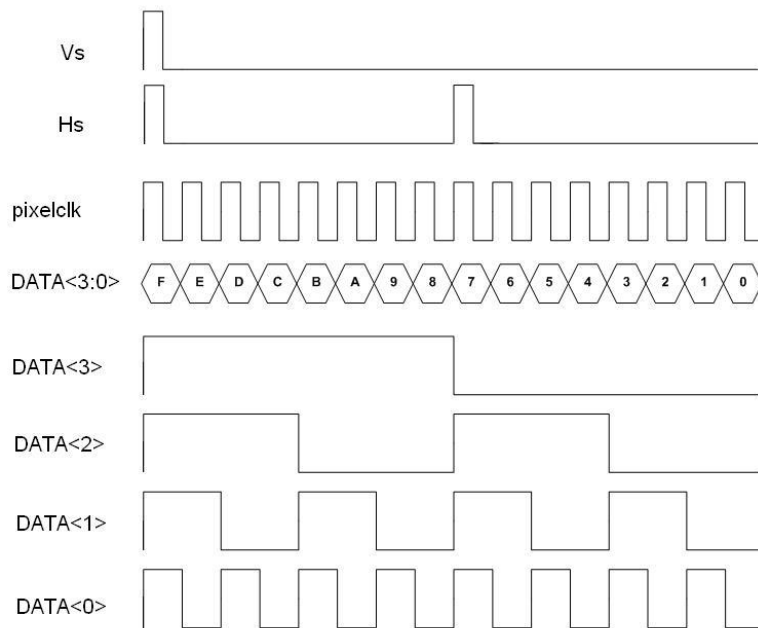 Vs
Hs
pixelclk
DATA<3:0> F E D C B A 9 8 7 6 5 4 3 2 1 0
DATA<3>
DATA<2>
DATA<1>
DATA<0>